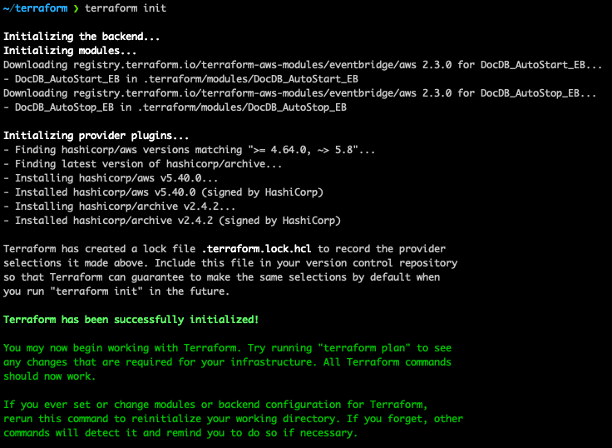 ~/terraform ❯ terraform init
Initializing the backend...
Initializing modules...
Downloading registry.terraform.io/terraform-aws-modules/eventbridge/aws 2.3.0 for DocDB_AutoStart_EB...
- DocDB_AutoStart_EB in .terraform/modules/DocDB_AutoStart_EB
Downloading registry.terraform.io/terraform-aws-modules/eventbridge/aws 2.3.0 for DocDB_AutoStop_EB...
- DocDB_AutoStop_EB in .terraform/modules/DocDB_AutoStop_EB
Initializing provider plugins...
- Finding hashicorp/aws versions matching ">= 4.64.0, ~> 5.8"...
- Finding latest version of hashicorp/archive...
- Installing hashicorp/aws v5.40.0...
- Installed hashicorp/aws v5.40.0 (signed by HashiCorp)
- Installing hashicorp/archive v2.4.2...
- Installed hashicorp/archive v2.4.2 (signed by HashiCorp)
Terraform has created a lock file .terraform.lock.hcl to record the provider
selections it made above. Include this file in your version control repository
so that Terraform can guarantee to make the same selections by default when
you run "terraform init" in the future.
Terraform has been successfully initialized!
You may now begin working with Terraform. Try running "terraform plan" to see
any changes that are required for your infrastructure. All Terraform commands
should now work.
If you ever set or change modules or backend configuration for Terraform,
rerun this command to reinitialize your working directory. If you forget, other
commands will detect it and remind you to do so if necessary.